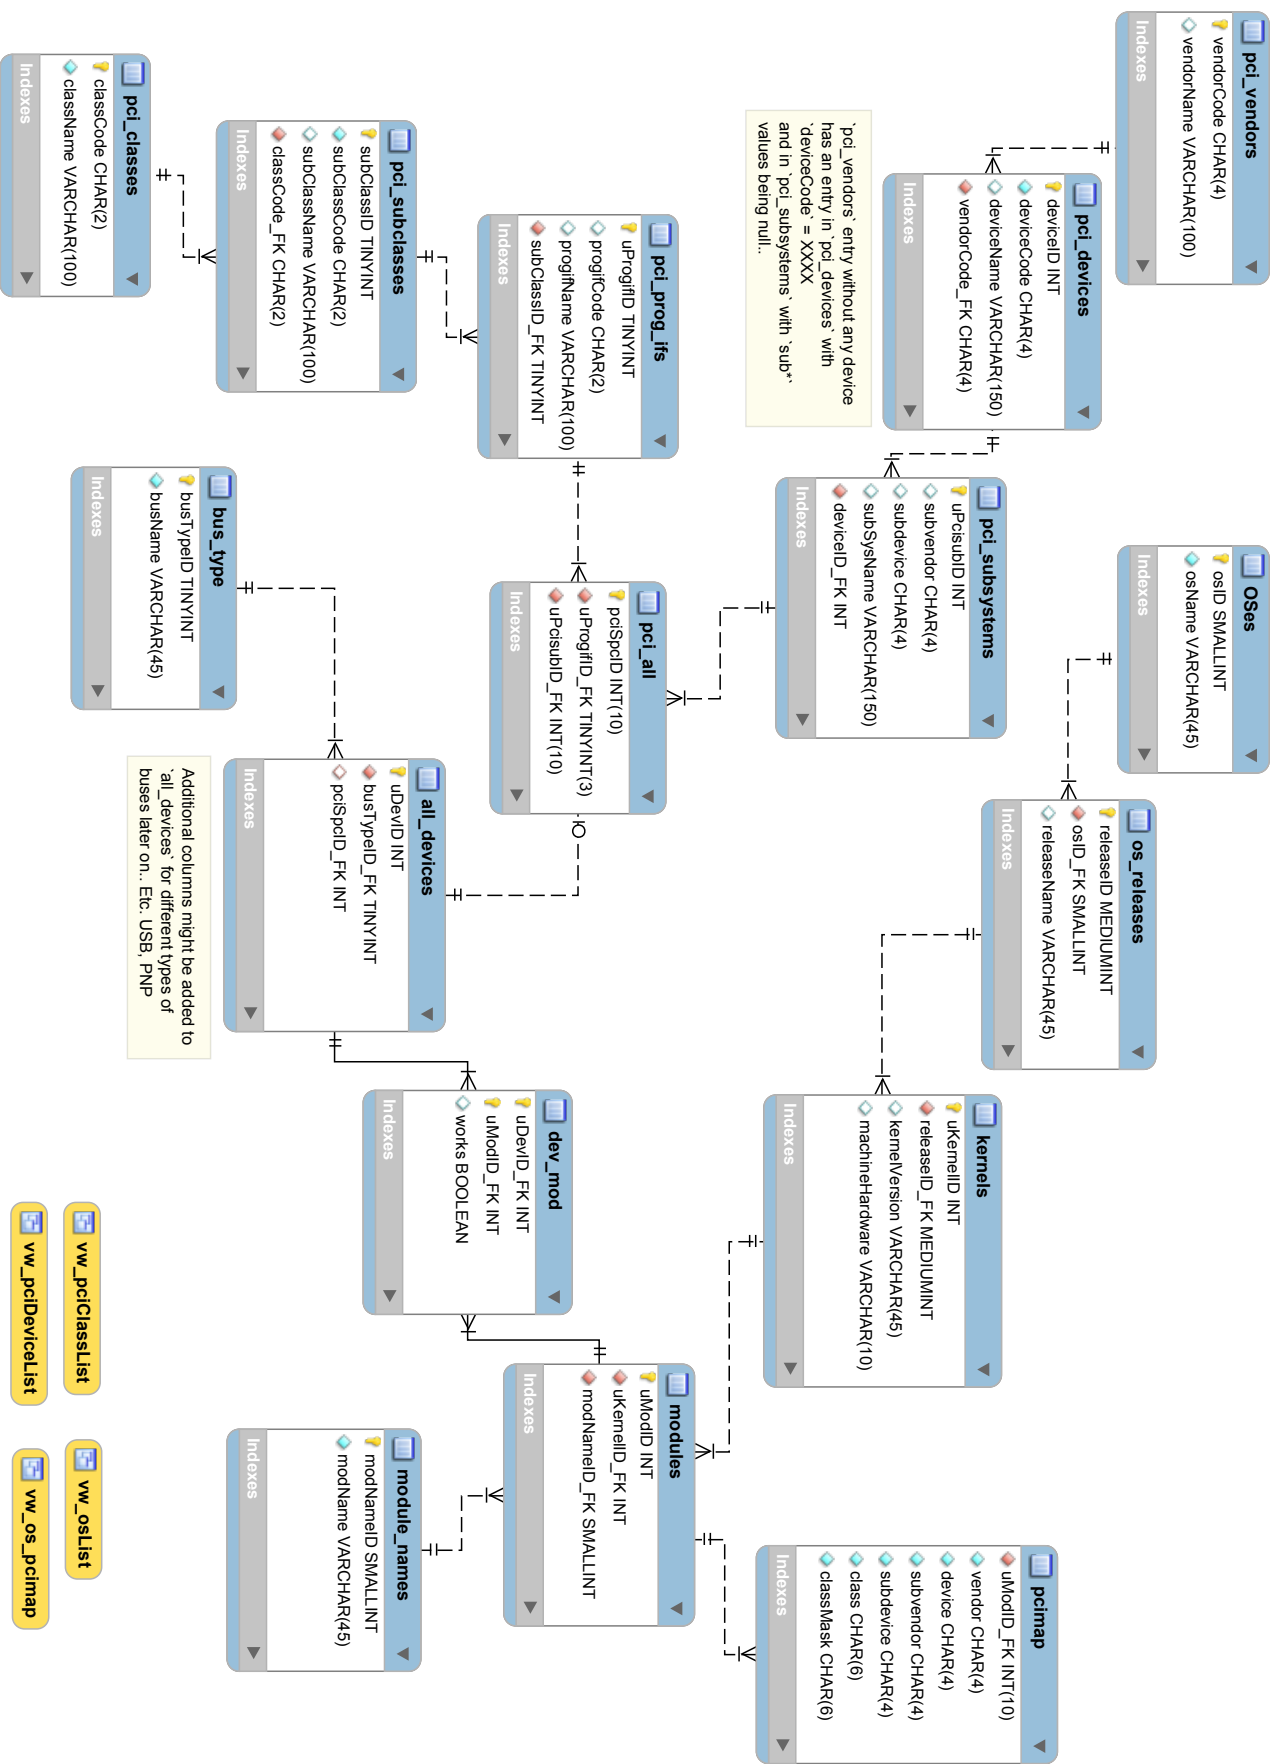 pci_vendors
vendorCode CHAR(4)
vendorName VARCHAR(100)
Indexes
pci_devices
deviceID INT
deviceCode CHAR(4)
deviceName VARCHAR(150)
vendorCode_FK CHAR(4)
Indexes
`pci_vendors` entry without any device
has an entry in `pci_devices` with
`deviceCode` = XXXX
and in `pci_subsystems` with `sub*`
values being null..
pci_subsystems
uPcisubID INT
subvendor CHAR(4)
subdevice CHAR(4)
subSysName VARCHAR(150)
deviceID_FK INT
Indexes
OSes
osID SMALLINT
osName VARCHAR(45)
Indexes
os_releases
releaseID MEDIUMINT
osID_FK SMALLINT
releaseName VARCHAR(45)
Indexes
kernels
uKernelID INT
releaseID_FK MEDIUMINT
kernelVersion VARCHAR(45)
machineHardware VARCHAR(10)
Indexes
pcimap
uModID_FK INT(10)
vendor CHAR(4)
device CHAR(4)
subvendor CHAR(4)
subdevice CHAR(4)
class CHAR(6)
classMask CHAR(6)
Indexes
pci_prog_ifs
uProgifID TINYINT
progifCode CHAR(2)
progifName VARCHAR(100)
subClassID_FK TINYINT
Indexes
pci_all
pciSpcID INT(10)
uProgifID_FK TINYINT(3)
uPcisubID_FK INT(10)
Indexes
modules
uModID INT
uKernelID_FK INT
modNameID_FK SMALLINT
Indexes
dev_mod
uDevID_FK INT
uModID_FK INT
works BOOLEAN
Indexes
pci_subclasses
subClassID TINYINT
subClassCode CHAR(2)
subClassName VARCHAR(100)
classCode_FK CHAR(2)
Indexes
all_devices
uDevID INT
busTypeID_FK TINYINT
pciSpcID_FK INT
Indexes
Additional columns might be added to
`all_devices` for different types of
buses later on.. Etc. USB, PNP
module_names
modNameID SMALLINT
modName VARCHAR(45)
Indexes
bus_type
busTypeID TINYINT
busName VARCHAR(45)
Indexes
pci_classes
classCode CHAR(2)
className VARCHAR(100)
Indexes
vw_pciClassList
vw_osList
vw_pciDeviceList
vw_os_pcimap